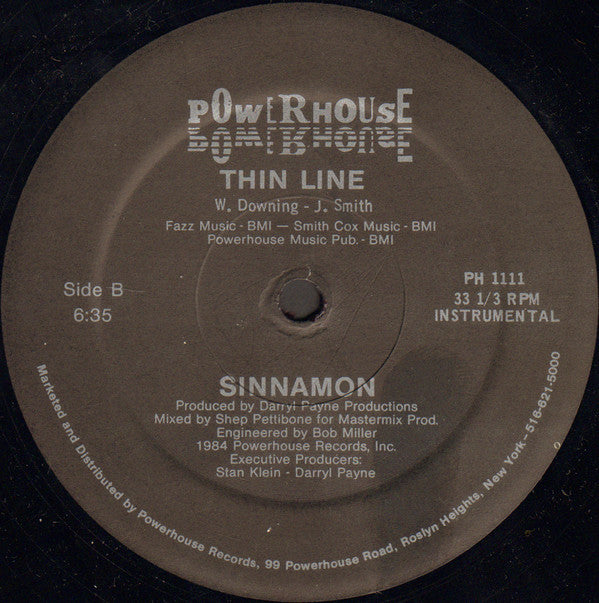 POWERHOUSE
POWERHOUSE
THIN LINE
W. Downing - J. Smith
Fazz Music - BMI — Smith Cox Music - BMI
Powerhouse Music Pub. - BMI
Side B
6:35
PH 1111
33 1/3 RPM
INSTRUMENTAL
SINNAMON
Produced by Darryl Payne Productions
Mixed by Shep Pettibone for Mastermix Prod.
Engineered by Bob Miller
1984 Powerhouse Records, Inc.
Executive Producers:
Stan Klein - Darryl Payne
Marketed and Distributed by Powerhouse Records, 99 Powerhouse Road, Roslyn Heights, New York-516-621-5000